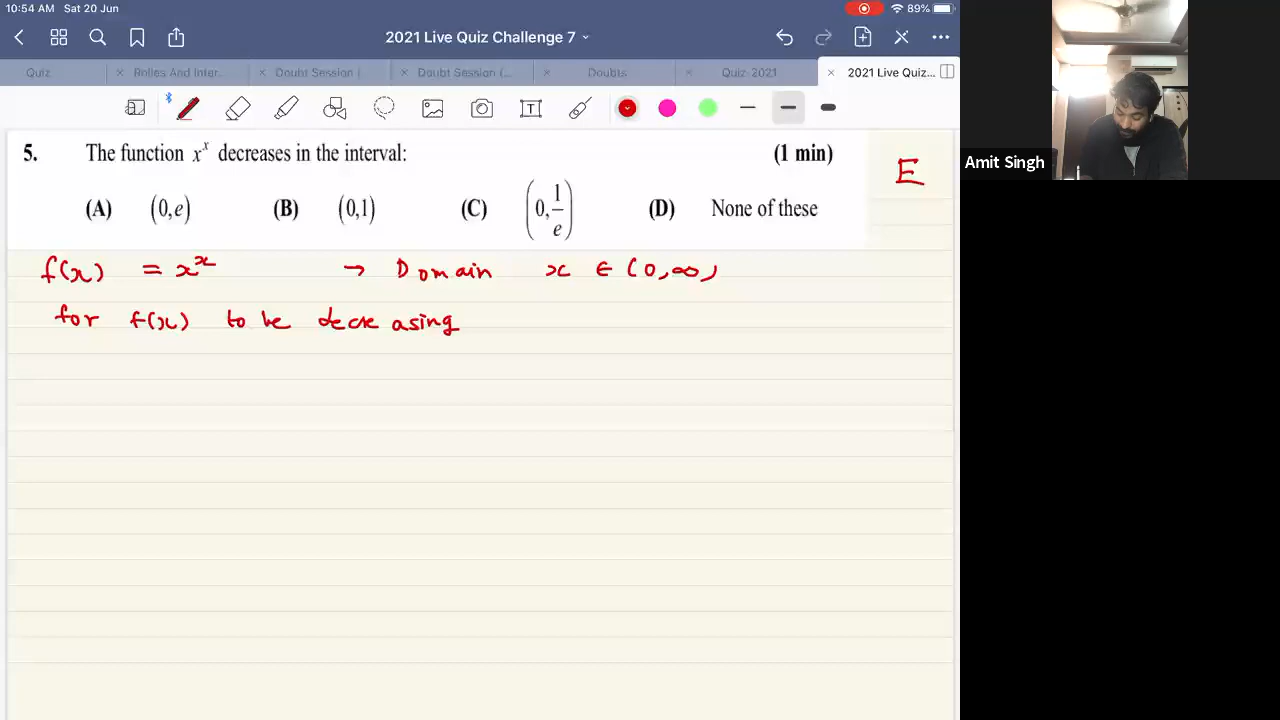 10:54 AM Sat 20 Jun 89%
2021 Live Quiz Challenge 7
Quiz × Rolles And Inter... × Doubt Session ( × Doubt Session (... × Doubts × Quiz 2021 × 2021 Live Quiz...
5. The function x^x decreases in the interval: (1 min) E
(A) (0,e) (B) (0,1) (C) (0,1/e) (D) None of these
f(x) = x^x → Domain x ∈ (0,∞)
for f(x) to be decreasing
Amit Singh